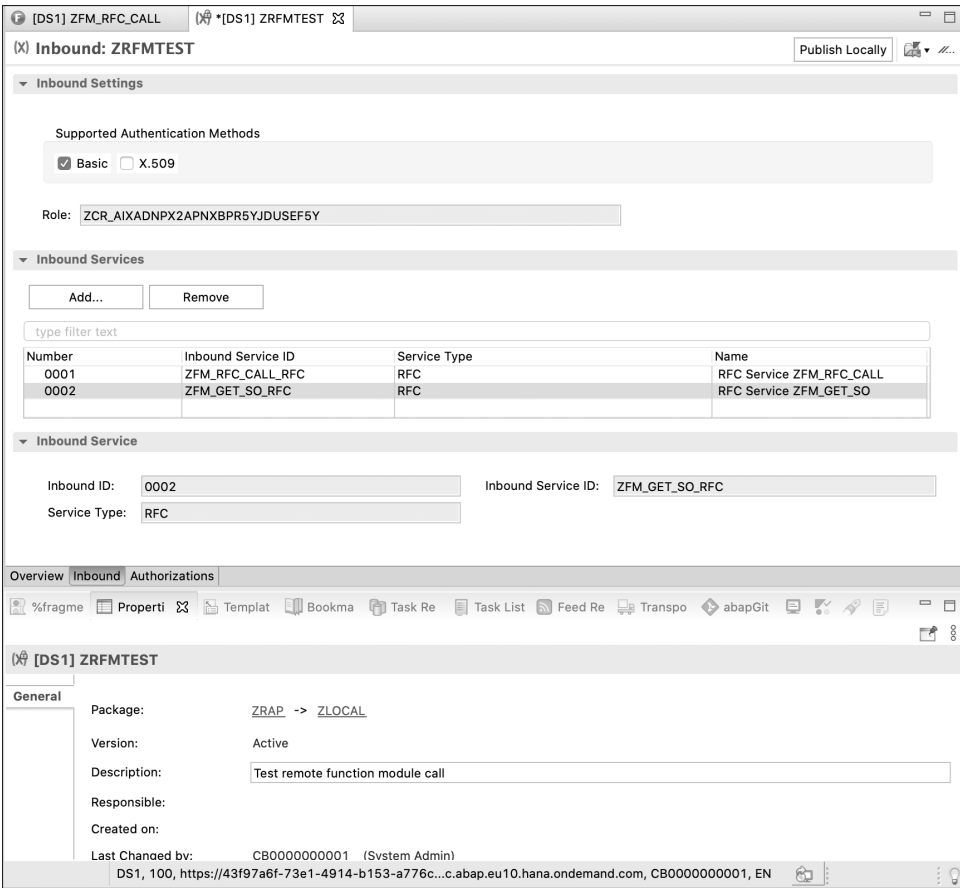 [DS1] ZFM_RFC_CALL *[DS1] ZRFMTEST
(X) Inbound: ZRFMTEST Publish Locally
Inbound Settings
Supported Authentication Methods
Basic X.509
Role: ZCR_AIXADNPX2APNXBPR5YJDUSEF5Y
Inbound Services
Add... Remove
type filter text
Number Inbound Service ID Service Type Name
0001 ZFM_RFC_CALL_RFC RFC RFC Service ZFM_RFC_CALL
0002 ZFM_GET_SO_RFC RFC RFC Service ZFM_GET_SO
Inbound Service
Inbound ID: 0002 Inbound Service ID: ZFM_GET_SO_RFC
Service Type: RFC
Overview Inbound Authorizations
%fragme Properti Templat Bookma Task Re Task List Feed Re Transpo abapGit
[DS1] ZRFMTEST
General
Package: ZRAP -> ZLOCAL
Version: Active
Description: Test remote function module call
Responsible:
Created on:
Last Changed by: CB0000000001 (System Admin)
DS1, 100, https://43f97a6f-73e1-4914-b153-a776c...c.abap.eu10.hana.ondemand.com, CB0000000001, EN